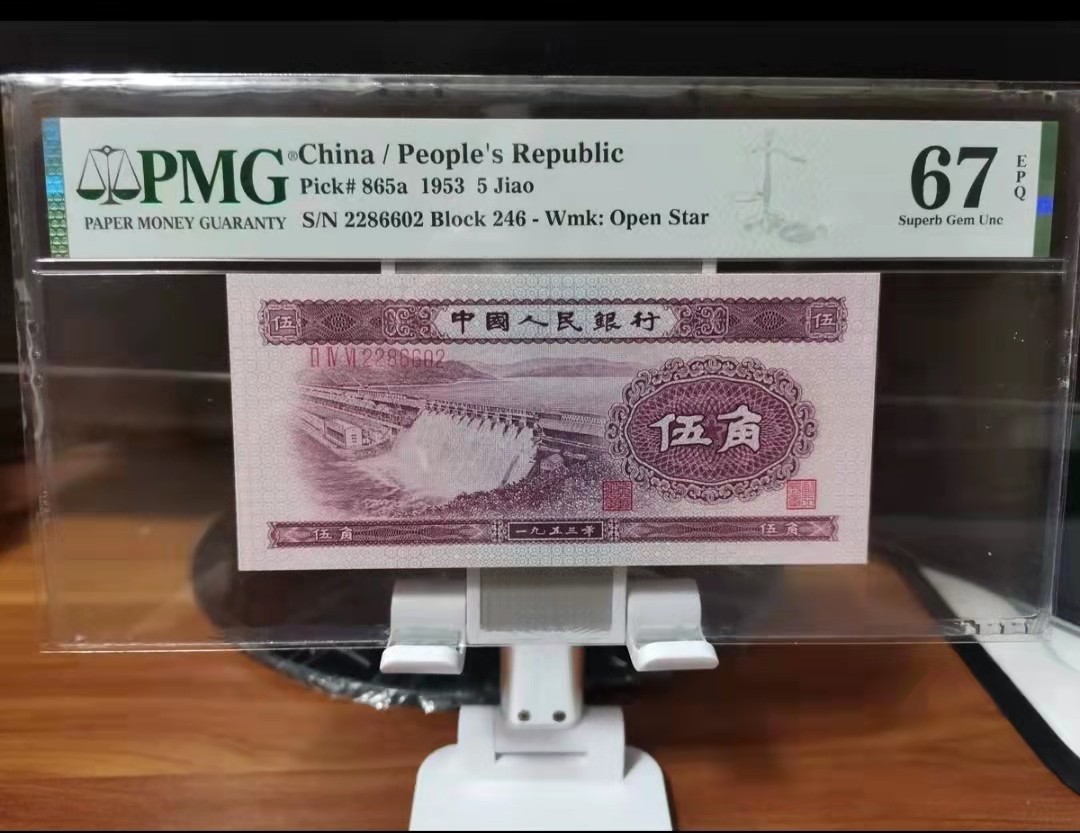 PMG®
PAPER MONEY GUARANTY
China / People's Republic
Pick# 865a 1953 5 Jiao
S/N 2286602 Block 246 - Wmk: Open Star
67
EPQ
Superb Gem Unc
伍 中國人民銀行 伍
II IV VI 2286602
伍角
伍角 一九五三年 伍角